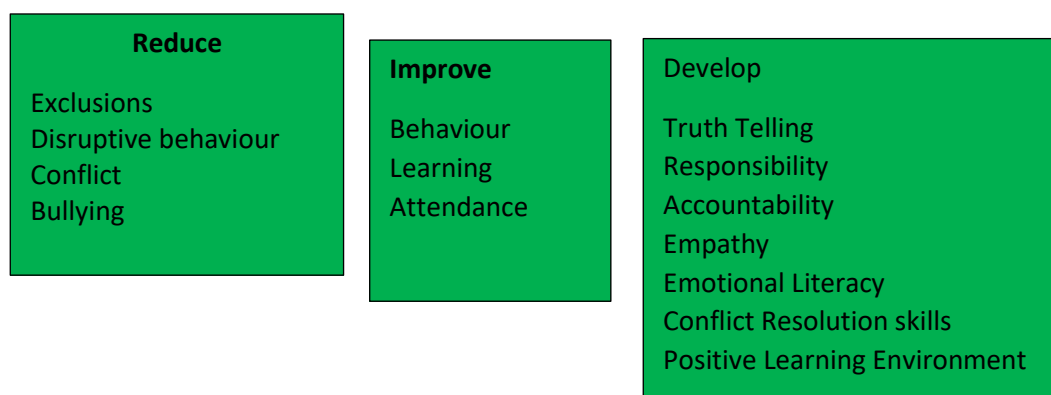 Reduce
Exclusions
Disruptive behaviour
Conflict
Bullying
Improve
Behaviour
Learning
Attendance
Develop
Truth Telling
Responsibility
Accountability
Empathy
Emotional Literacy
Conflict Resolution skills
Positive Learning Environment